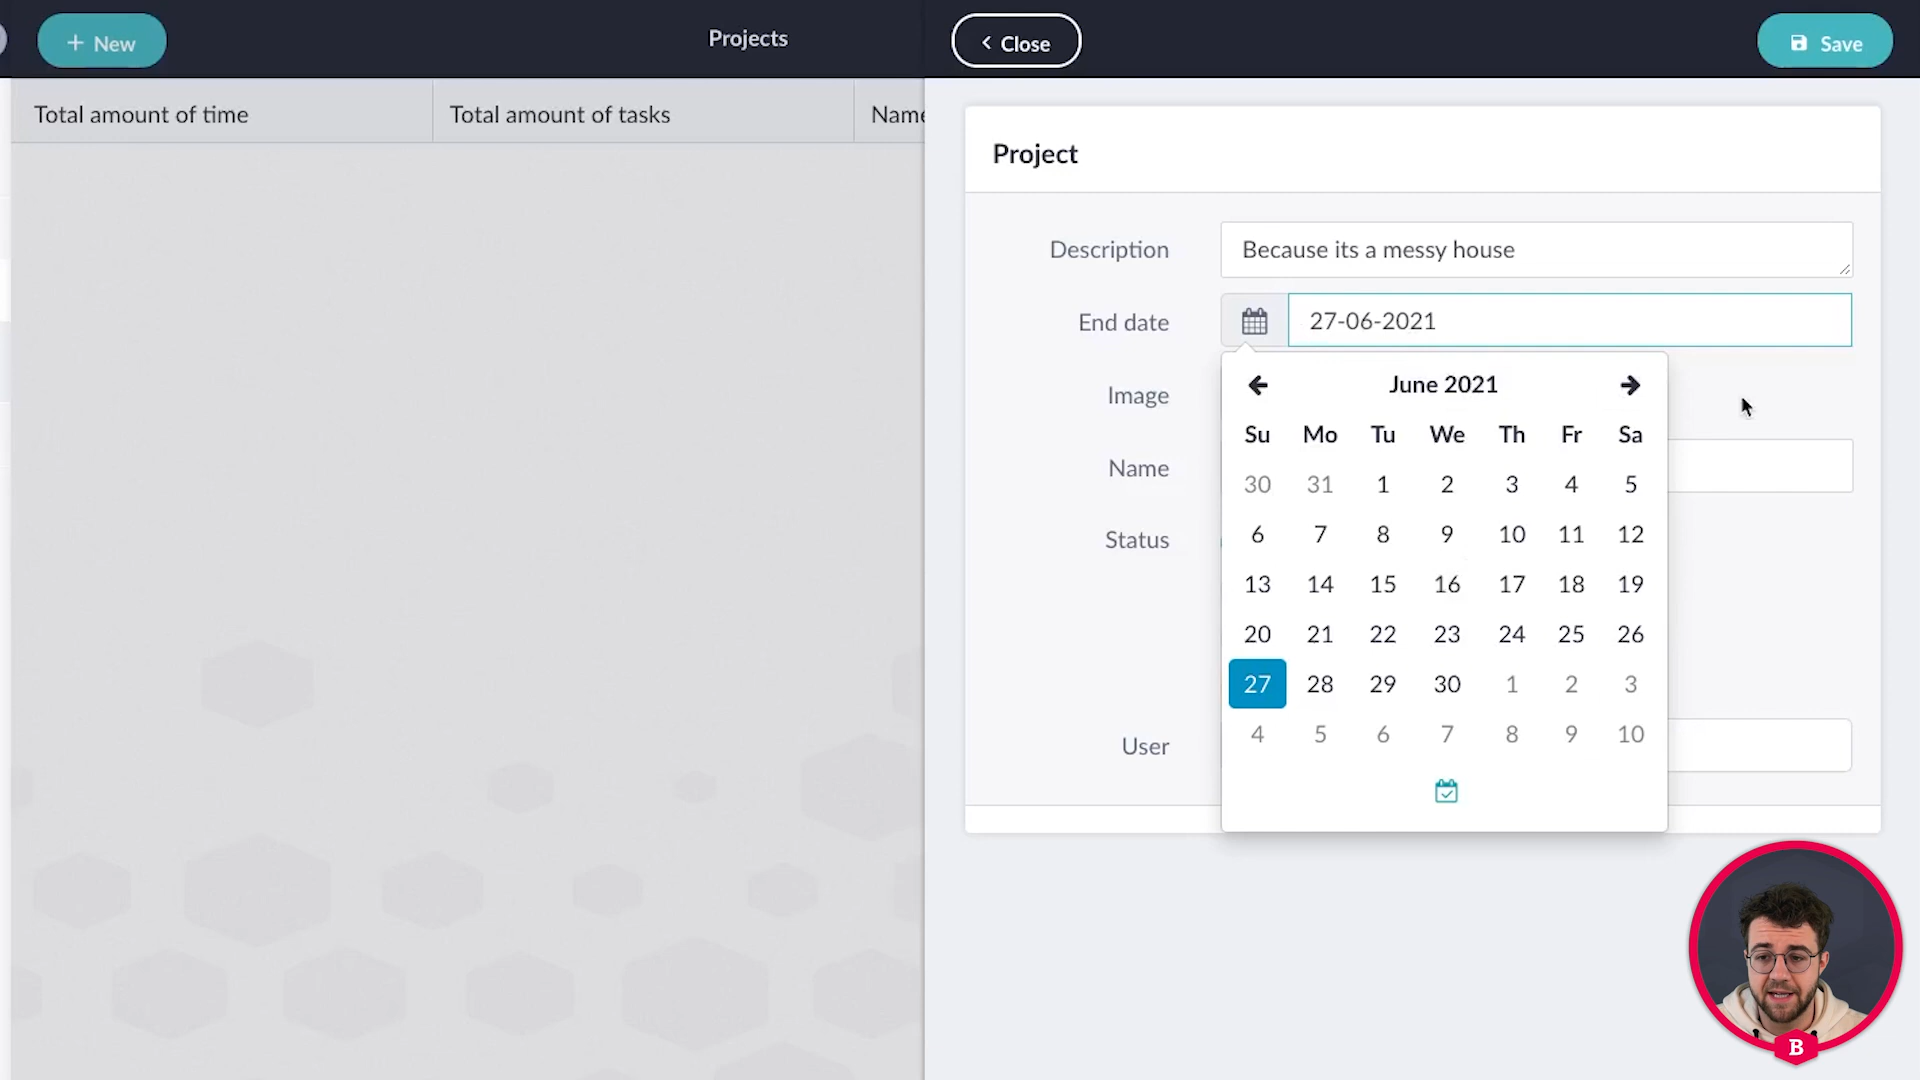 + New
Projects
Close
Save
Total amount of time
Total amount of tasks
Name
Project
Description
Because its a messy house
End date
27-06-2021
June 2021
Su Mo Tu We Th Fr Sa
30 31 1 2 3 4 5
6 7 8 9 10 11 12
13 14 15 16 17 18 19
20 21 22 23 24 25 26
27 28 29 30 1 2 3
4 5 6 7 8 9 10
Image
Name
Status
User
B